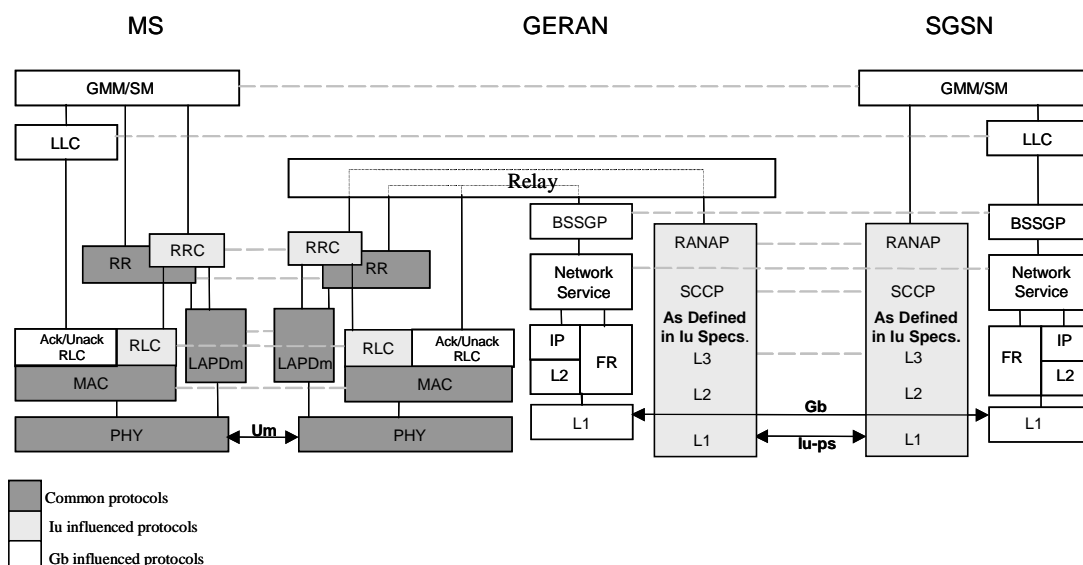 MS GERAN SGSN
GMM/SM GMM/SM
LLC LLC
Relay
BSSGP BSSGP
RRC RRC RANAP RANAP
RR RR
Network Service Network Service
SCCP SCCP
As Defined in Iu Specs. As Defined in Iu Specs.
Ack/Unack RLC RLC LAPDm LAPDm RLC Ack/Unack RLC
IP FR L3 L3 FR IP
L2 L2
MAC MAC
L2 L2
Gb
L1 L1
PHY Um PHY
L1 Iu-ps L1
Common protocols
Iu influenced protocols
Gb influenced protocols